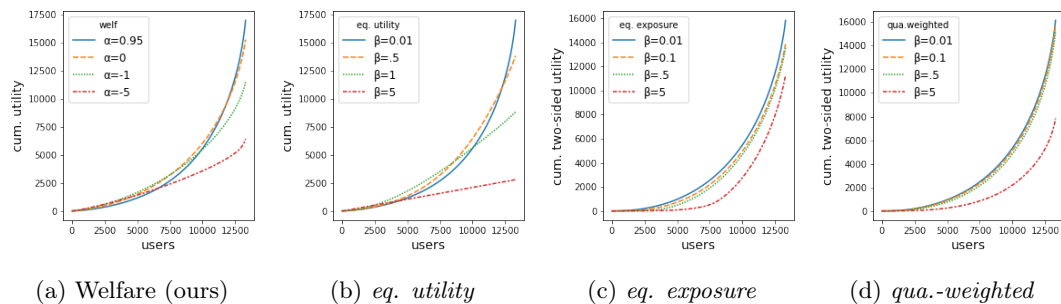 welf
α=0.95
α=0
α=-1
α=-5
17500
15000
12500
10000
7500
5000
2500
0
cum. utility
0 2500 5000 7500 10000 12500
users
(a) Welfare (ours)
eq. utility
β=0.01
β=.5
β=1
β=5
17500
15000
12500
10000
7500
5000
2500
0
cum. utility
0 2500 5000 7500 10000 12500
users
(b) eq. utility
eq. exposure
β=0.01
β=0.1
β=.5
β=5
16000
14000
12000
10000
8000
6000
4000
2000
0
cum. two-sided utility
0 2500 5000 7500 10000 12500
users
(c) eq. exposure
qua.weighted
β=0.01
β=0.1
β=.5
β=5
16000
14000
12000
10000
8000
6000
4000
2000
0
cum. two-sided utility
0 2500 5000 7500 10000 12500
users
(d) qua.-weighted